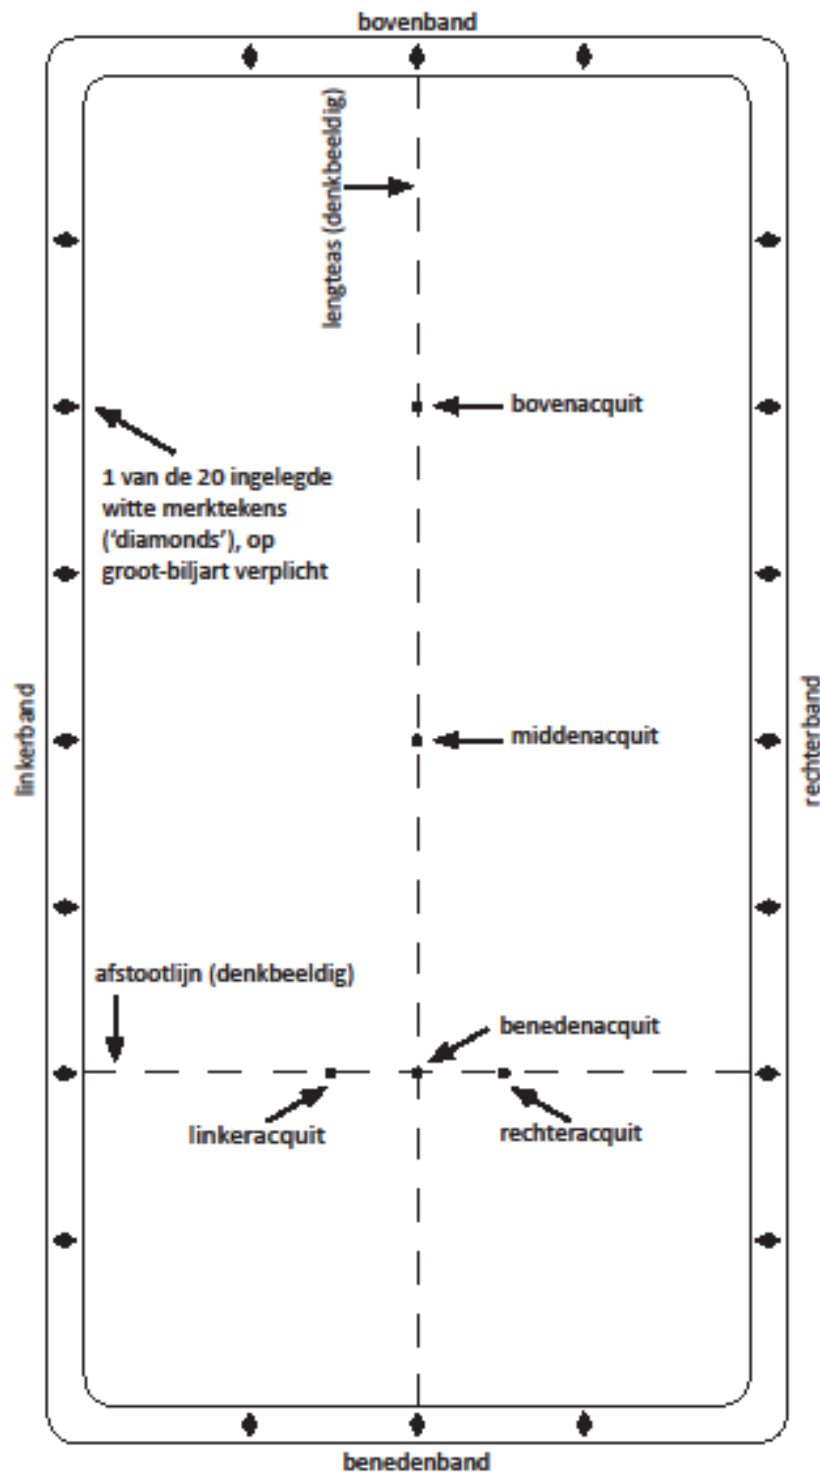 bovenband
lengteas (denkbeeldig)
bovenacquit
1 van de 20 ingelegde
witte merktekens
(‘diamonds’), op
groot-biljart verplicht
linkerband
middenacquit
rechterband
afstootlijn (denkbeeldig)
benedenacquit
linkeracquit
rechteracquit
benedenband